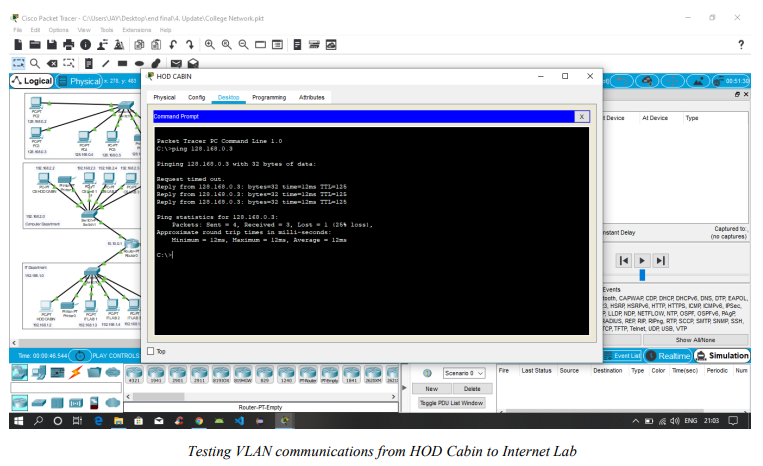 Cisco Packet Tracer - C:\Users\JAY\Desktop\end final\4. Update\College Network.pkt
File Edit Options View Tools Extensions Help
Logical Physical x: 276, y: 493
00:51:30
HOD CABIN
Physical Config Desktop Programming Attributes
Command Prompt X
Packet Tracer PC Command Line 1.0
C:\>ping 128.168.0.3
Pinging 128.168.0.3 with 32 bytes of data:
Request timed out.
Reply from 128.168.0.3: bytes=32 time=12ms TTL=125
Reply from 128.168.0.3: bytes=32 time=12ms TTL=125
Reply from 128.168.0.3: bytes=32 time=12ms TTL=125
Ping statistics for 128.168.0.3:
Packets: Sent = 4, Received = 3, Lost = 1 (25% loss),
Approximate round trip times in milli-seconds:
Minimum = 12ms, Maximum = 12ms, Average = 12ms
C:\>
Top
At Device Type
Captured to:
(no captures)
Events
CAPWAP, CDP, DHCP, DHCPv6, DNS, DTP, EAPOL,
HSRP, HSRPv6, HTTP, HTTPS, ICMP, ICMPv6, IPSec,
LLDP, NDP, NETFLOW, NTP, OSPF, OSPFv6, PAgP,
REP, RIP, RIPng, RTP, SCCP, SMTP, SNMP, SSH,
TFTP, Telnet, UDP, USB, VTP
Show All/None
Computer Department
IT Department
Time: 00:00:46.544 PLAY CONTROLS
Event List Realtime Simulation
4321 1941 2901 2911 819IOX 819HGW 829 1240 PT-Router PT-Empty 1841 2620XM
Router-PT-Empty
Scenario 0
New Delete
Toggle PDU List Window
Fire Last Status Source Destination Type Color Time(sec) Periodic Num
ENG 21:03
Testing VLAN communications from HOD Cabin to Internet Lab